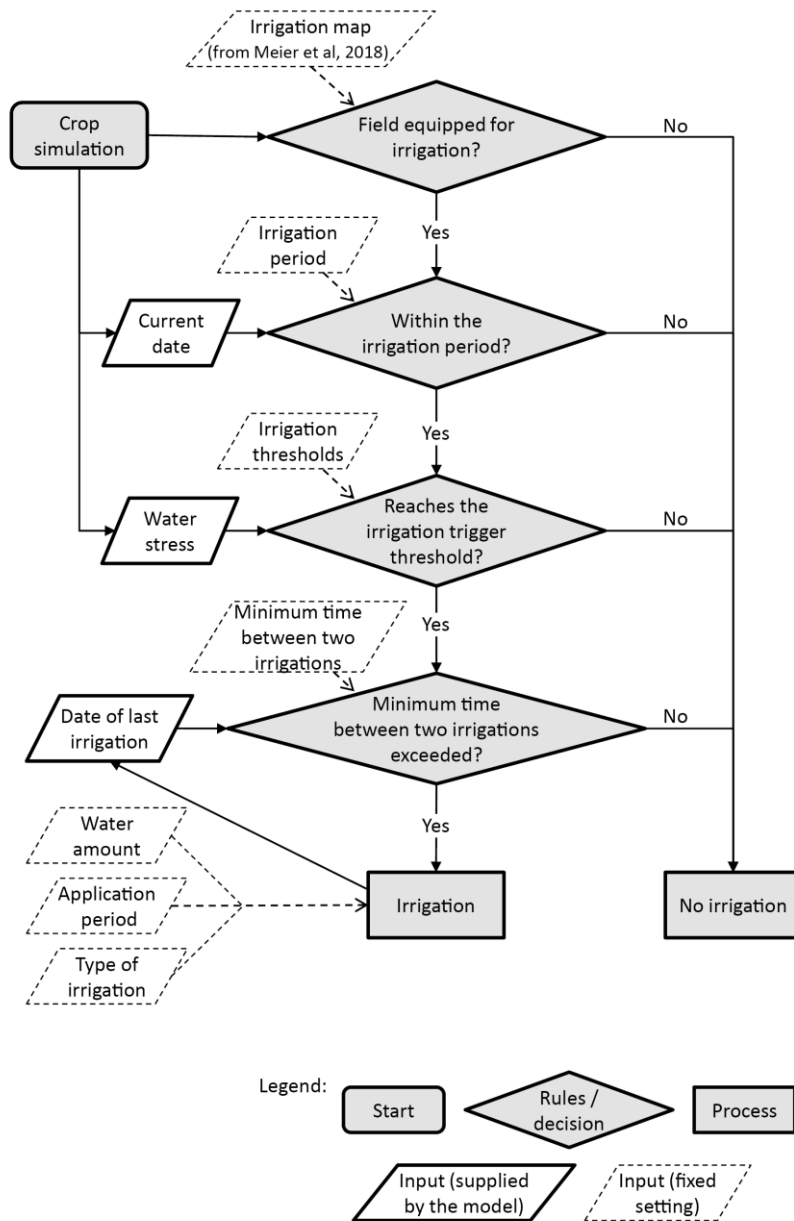 Irrigation map
(from Meier et al, 2018)
Crop
simulation
Field equipped for
irrigation?
No
Yes
Irrigation
period
Current
date
Within the
irrigation period?
No
Yes
Irrigation
thresholds
Water
stress
Reaches the
irrigation trigger
threshold?
No
Yes
Minimum time
between two
irrigations
Date of last
irrigation
Minimum time
between two irrigations
exceeded?
No
Yes
Water
amount
Application
period
Type of
irrigation
Irrigation
No irrigation
Legend:
Start
Rules /
decision
Process
Input (supplied
by the model)
Input (fixed
setting)